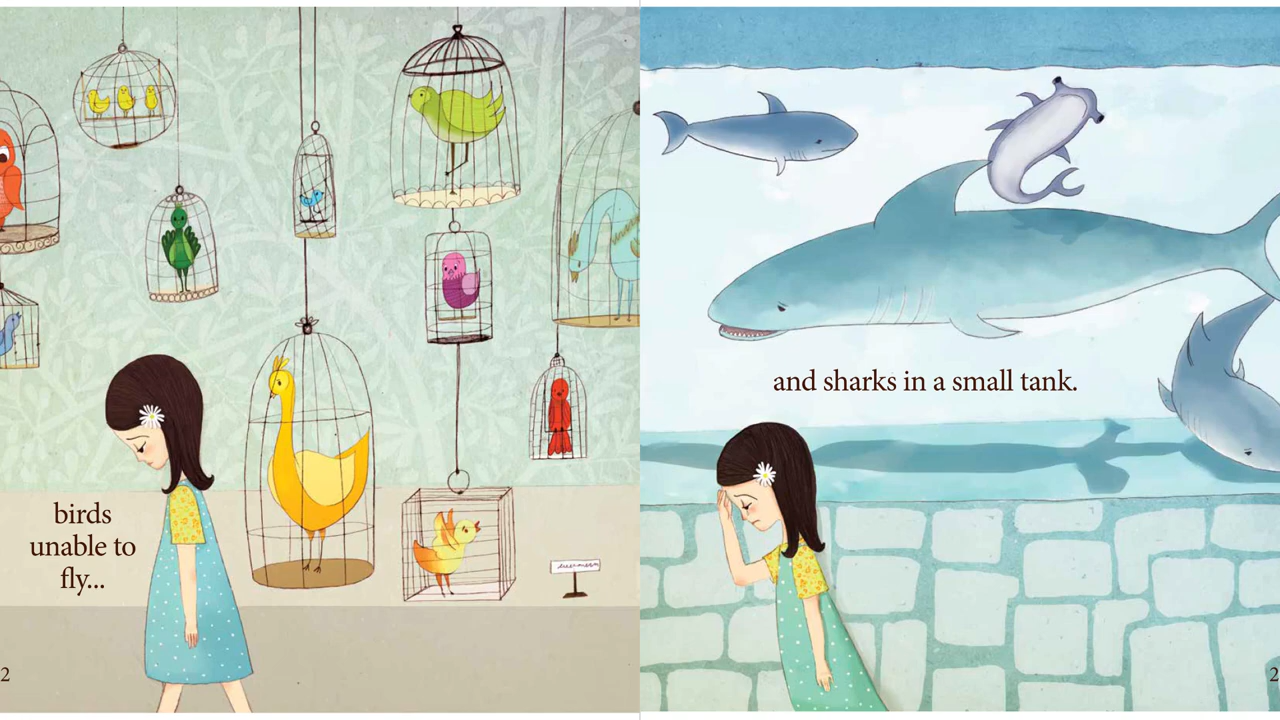 birds
unable to
fly...
2
and sharks in a small tank.
2